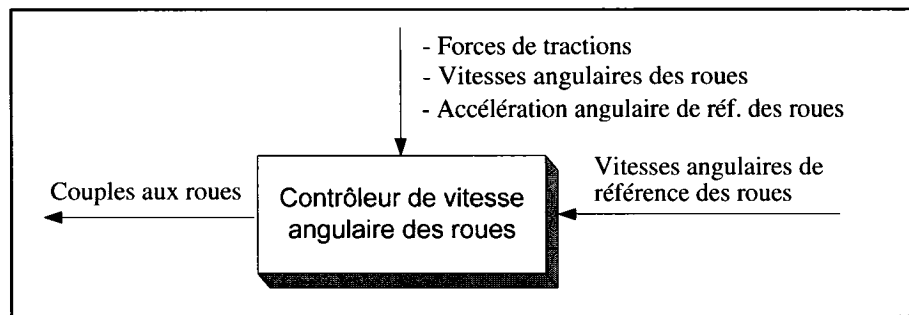 - Forces de tractions
- Vitesses angulaires des roues
- Accélération angulaire de réf. des roues
Couples aux roues
Contrôleur de vitesse
angulaire des roues
Vitesses angulaires de
référence des roues